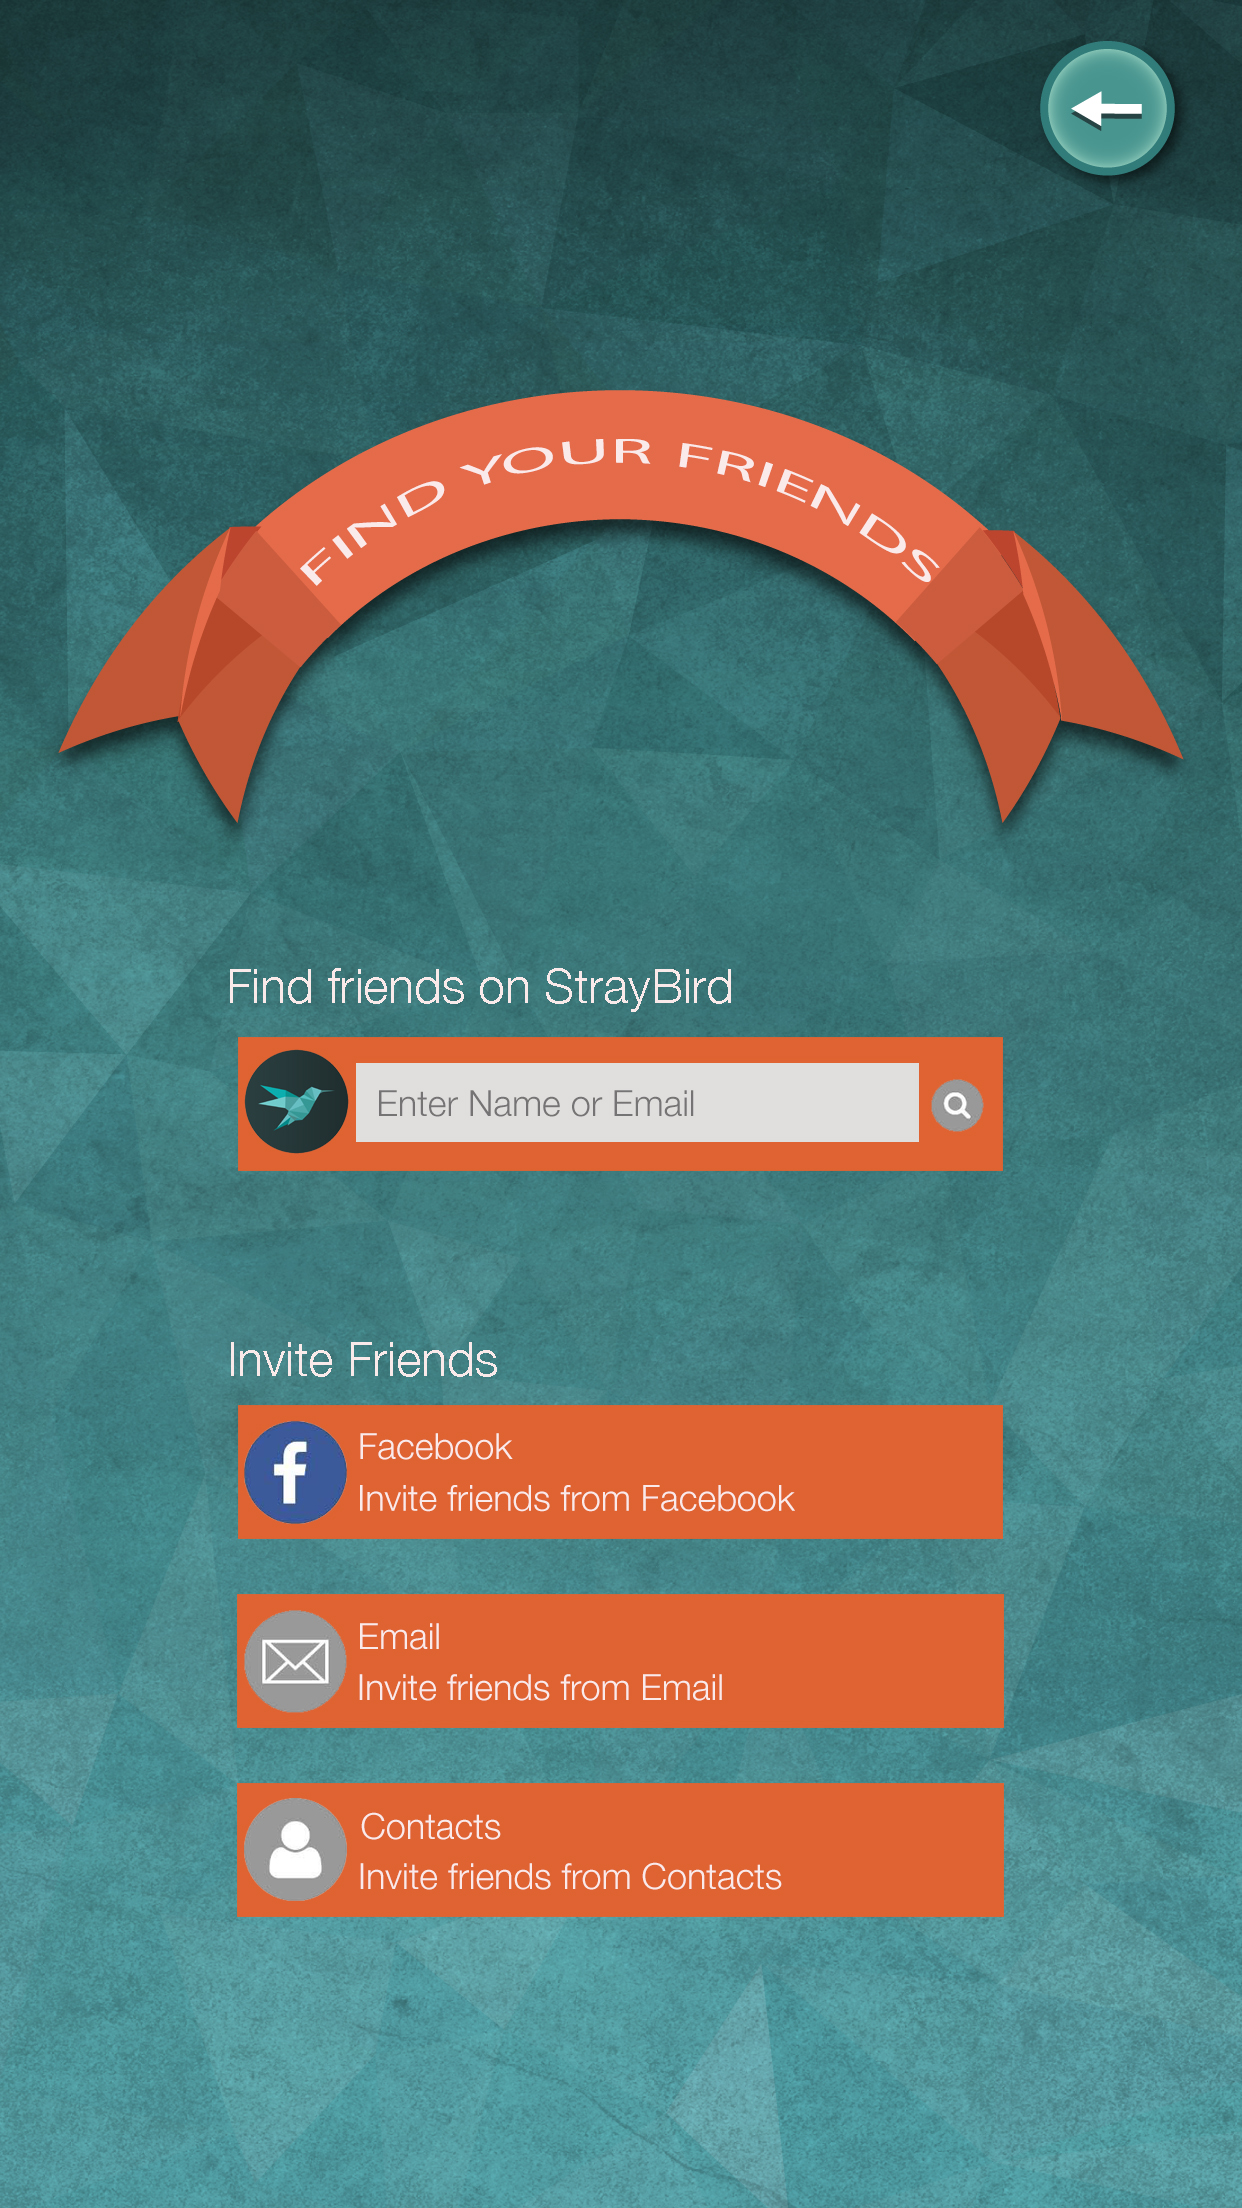 FIND YOUR FRIENDS
Find friends on StrayBird
Enter Name or Email
Invite Friends
Facebook
Invite friends from Facebook
Email
Invite friends from Email
Contacts
Invite friends from Contacts